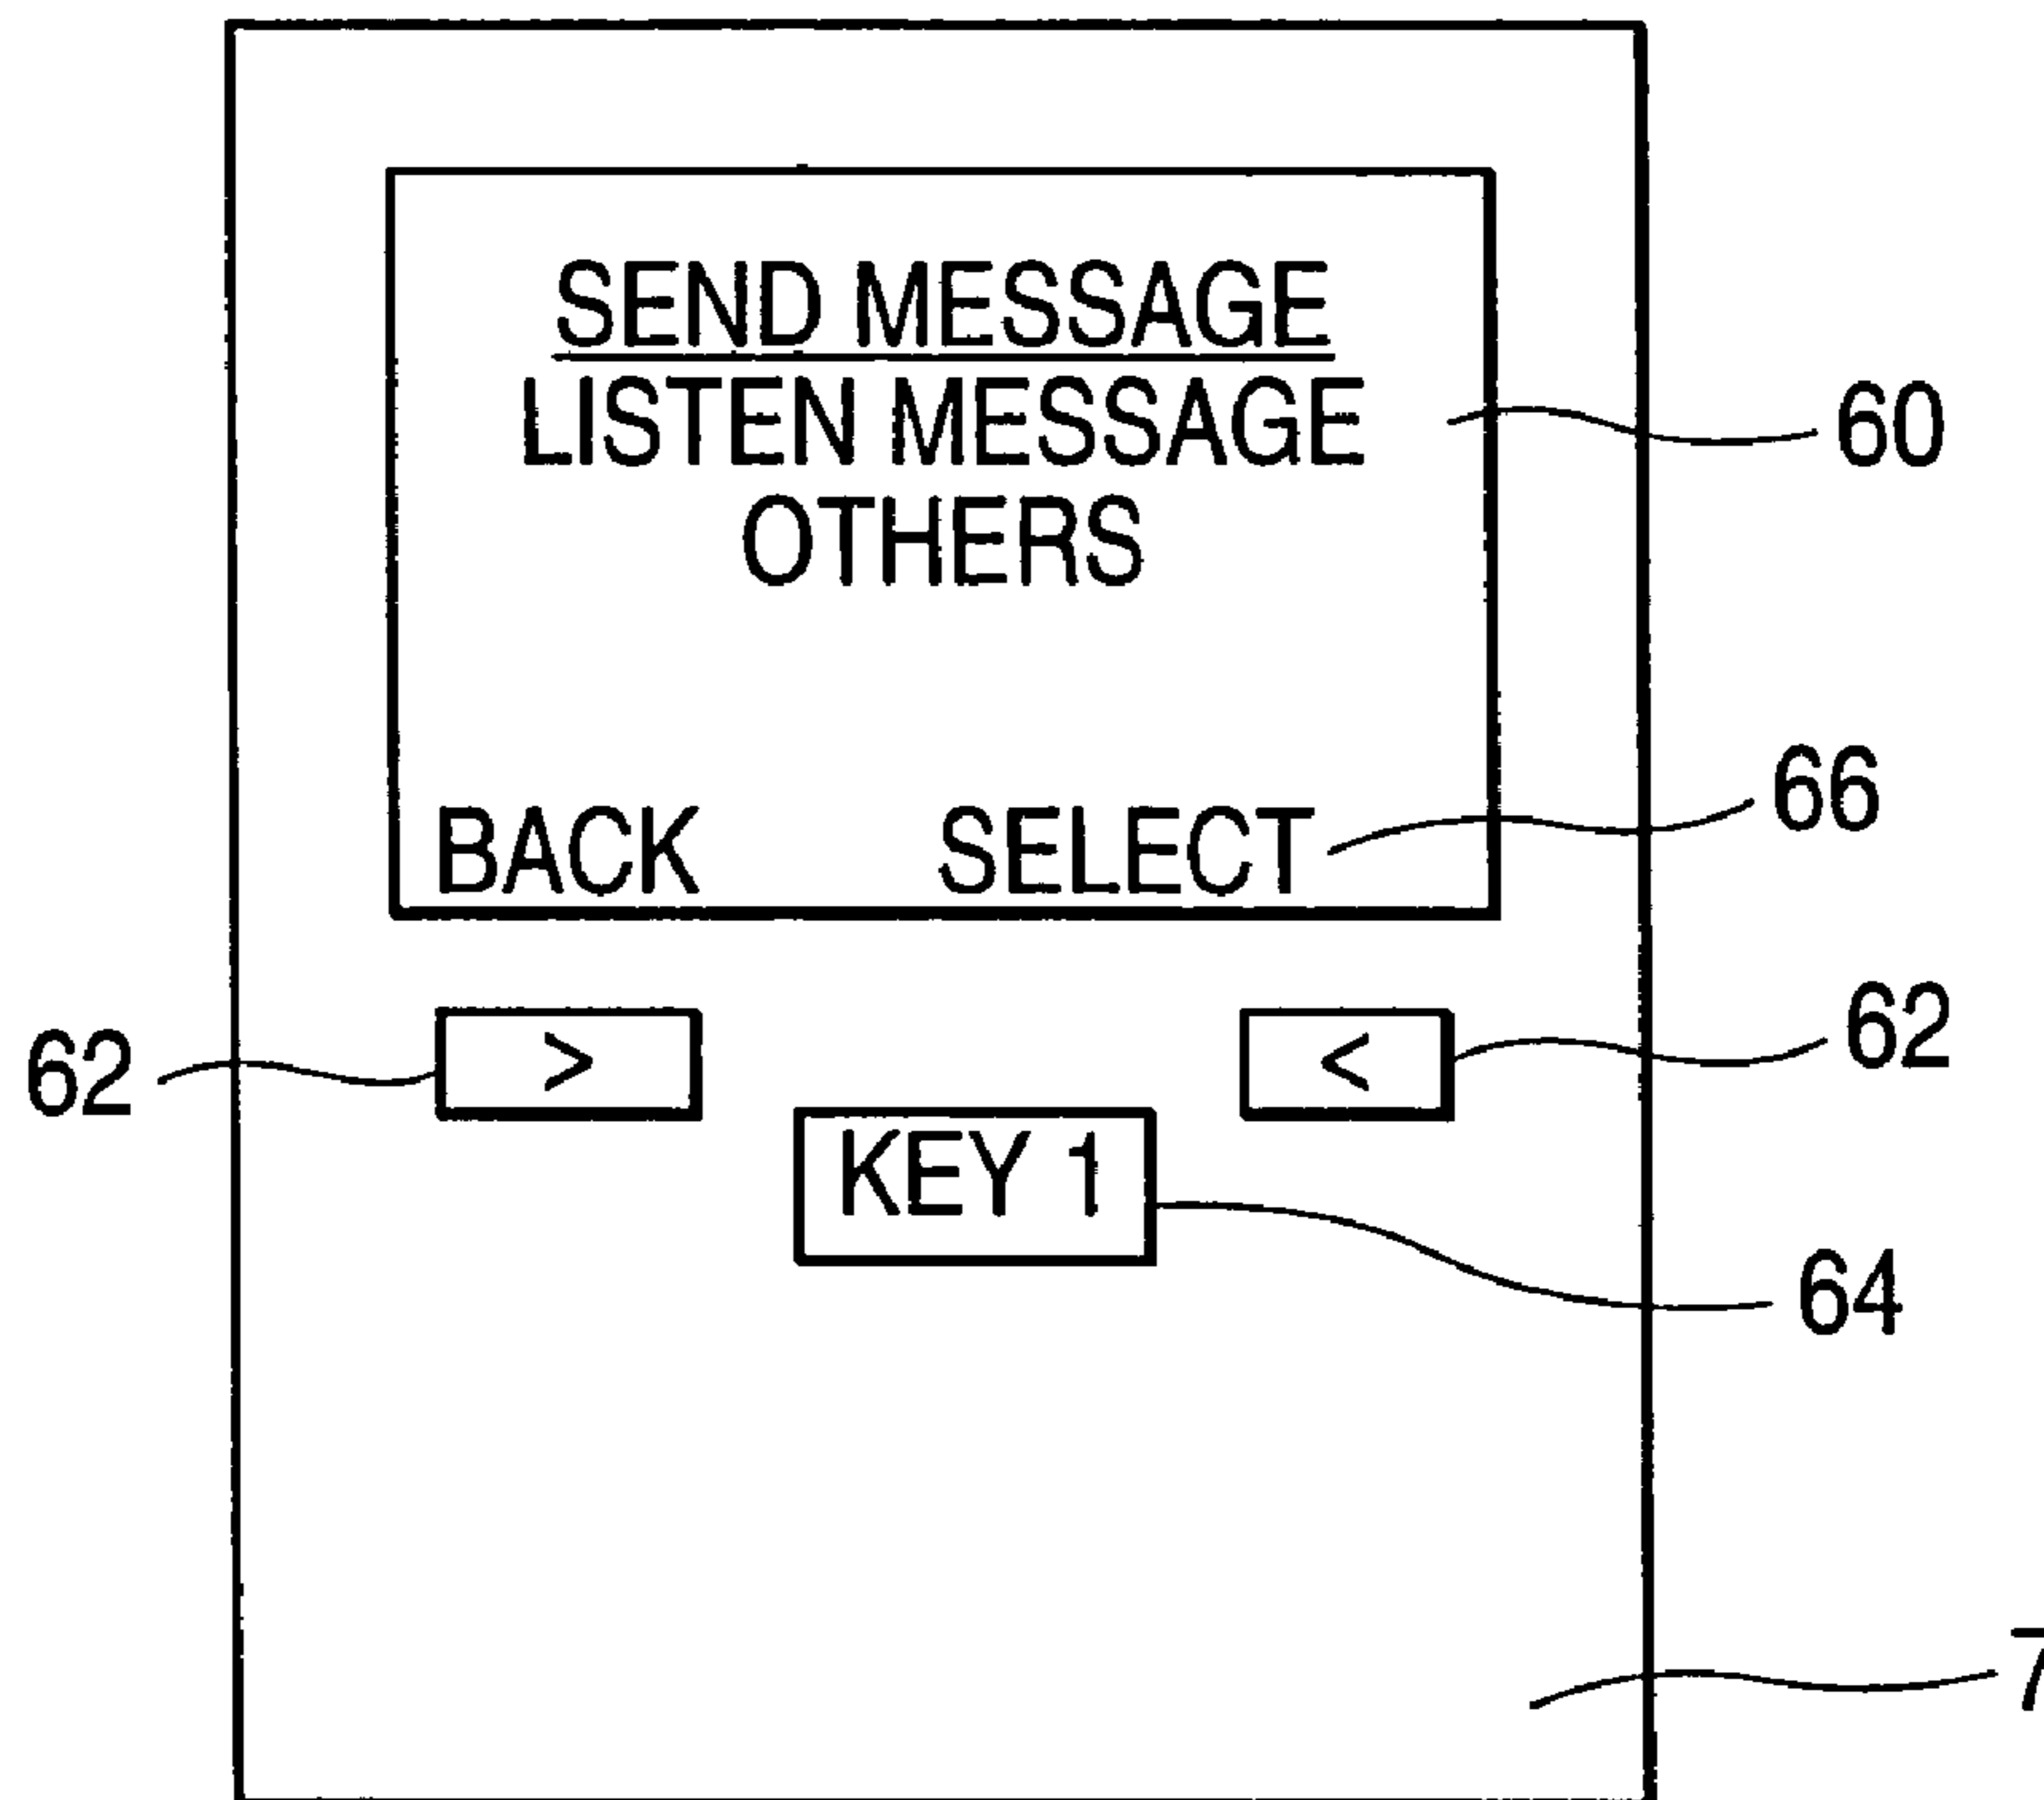 SEND MESSAGE
LISTEN MESSAGE
OTHERS
60
BACK SELECT
66
62 > < 62
KEY 1
64